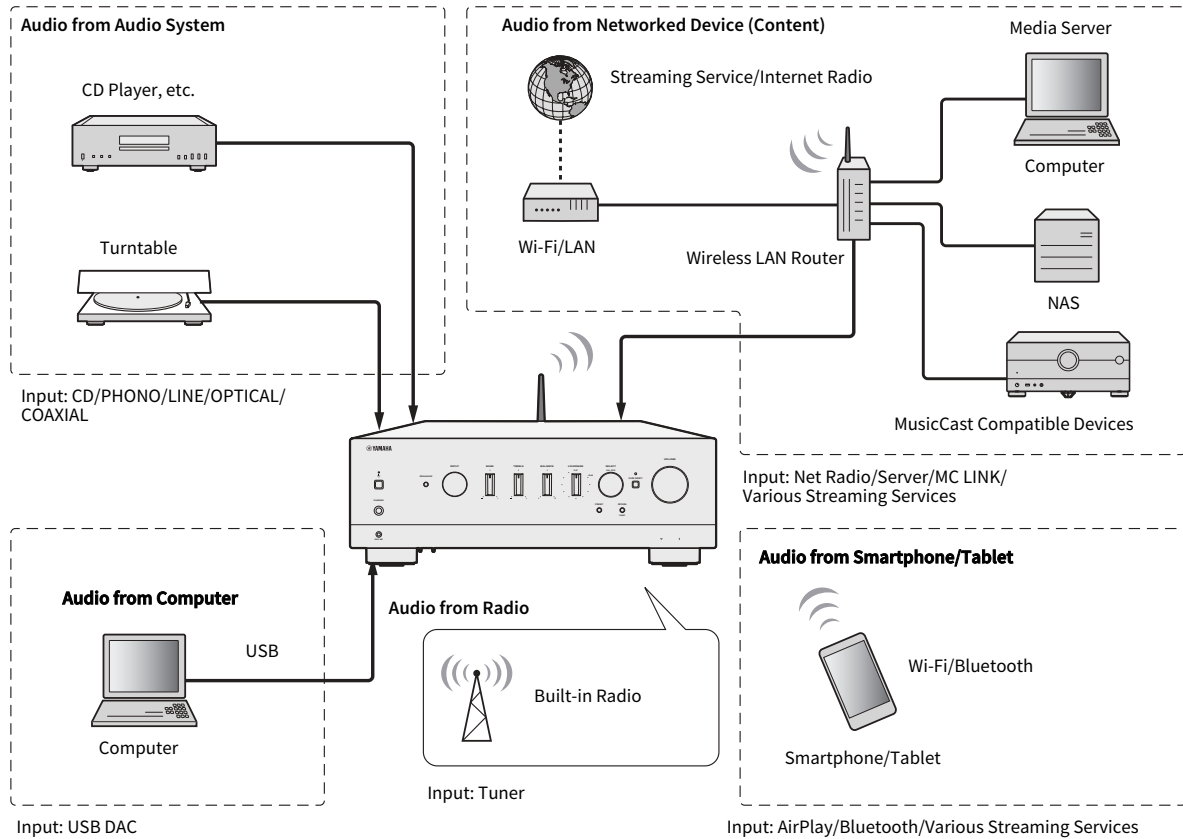 Audio from Audio System
CD Player, etc.
Turntable
Input: CD/PHONO/LINE/OPTICAL/
COAXIAL
Audio from Networked Device (Content)
Streaming Service/Internet Radio
Wi-Fi/LAN
Wireless LAN Router
Media Server
Computer
NAS
MusicCast Compatible Devices
Input: Net Radio/Server/MC LINK/
Various Streaming Services
YAMAHA
Audio from Computer
USB
Computer
Input: USB DAC
Audio from Radio
Built-in Radio
Input: Tuner
Audio from Smartphone/Tablet
Wi-Fi/Bluetooth
Smartphone/Tablet
Input: AirPlay/Bluetooth/Various Streaming Services